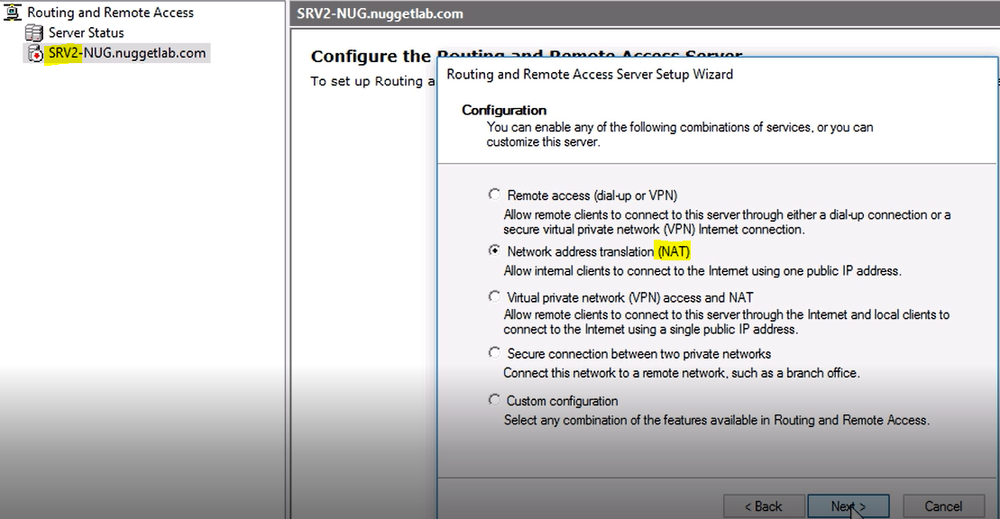 Routing and Remote Access
Server Status
SRV2-NUG.nuggetlab.com
SRV2-NUG.nuggetlab.com
Configure the Routing and Remote Access Server
To set up Routing a
Routing and Remote Access Server Setup Wizard
Configuration
You can enable any of the following combinations of services, or you can
customize this server.
Remote access (dial-up or VPN)
Allow remote clients to connect to this server through either a dial-up connection or a
secure virtual private network (VPN) Internet connection.
Network address translation (NAT)
Allow internal clients to connect to the Internet using one public IP address.
Virtual private network (VPN) access and NAT
Allow remote clients to connect to this server through the Internet and local clients to
connect to the Internet using a single public IP address.
Secure connection between two private networks
Connect this network to a remote network, such as a branch office.
Custom configuration
Select any combination of the features available in Routing and Remote Access.
< Back Next > Cancel